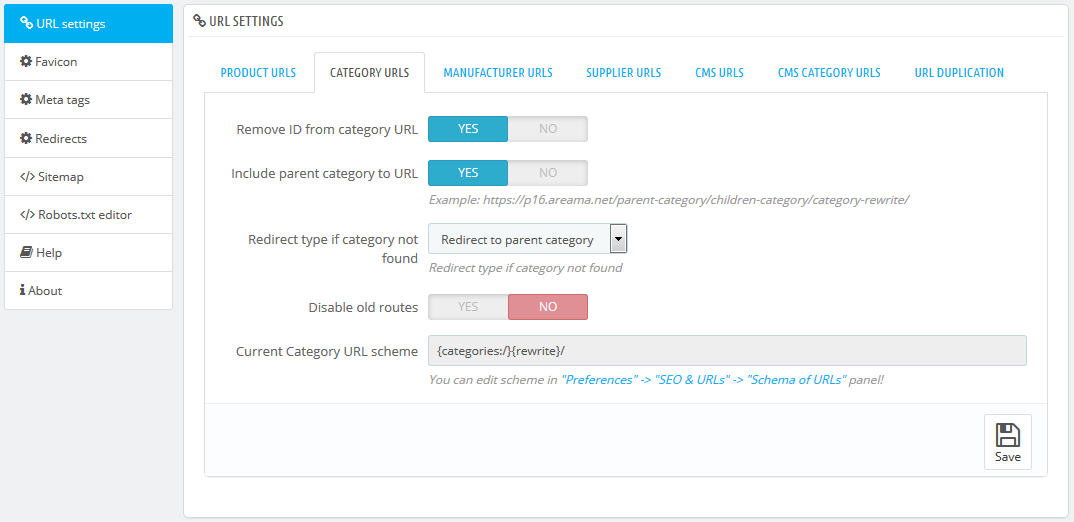 URL settings
Favicon
Meta tags
Redirects
Sitemap
Robots.txt editor
Help
About
URL SETTINGS
PRODUCT URLS CATEGORY URLS MANUFACTURER URLS SUPPLIER URLS CMS URLS CMS CATEGORY URLS URL DUPLICATION
Remove ID from category URL YES NO
Include parent category to URL YES NO
Example: https://p16.areama.net/parent-category/children-category/category-rewrite/
Redirect type if category not
found
Redirect to parent category
Redirect type if category not found
Disable old routes YES NO
Current Category URL scheme {categories:/}{rewrite}/
You can edit scheme in "Preferences" -> "SEO & URLs" -> "Schema of URLs" panel!
Save